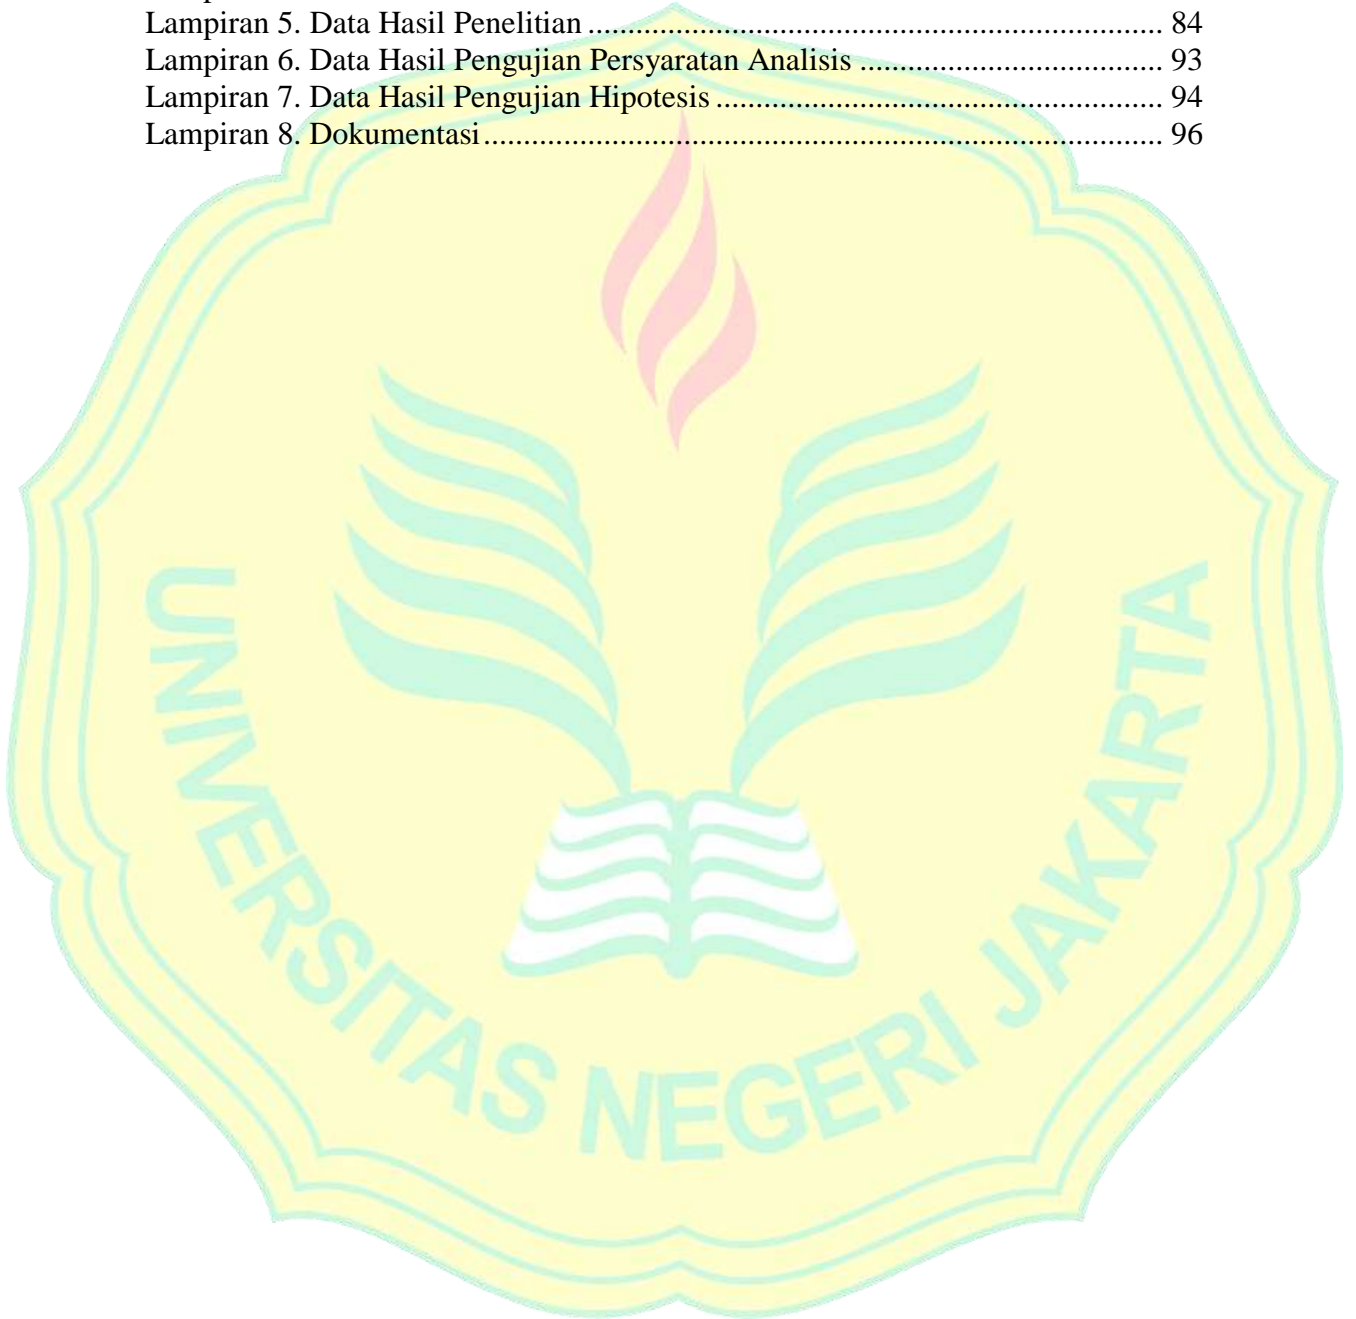 Lampiran 5. Data Hasil Penelitian ........................................................................ 84
Lampiran 6. Data Hasil Pengujian Persyaratan Analisis ...................................... 93
Lampiran 7. Data Hasil Pengujian Hipotesis ........................................................ 94
Lampiran 8. Dokumentasi ..................................................................................... 96
UNIVERSITAS NEGERI JAKARTA